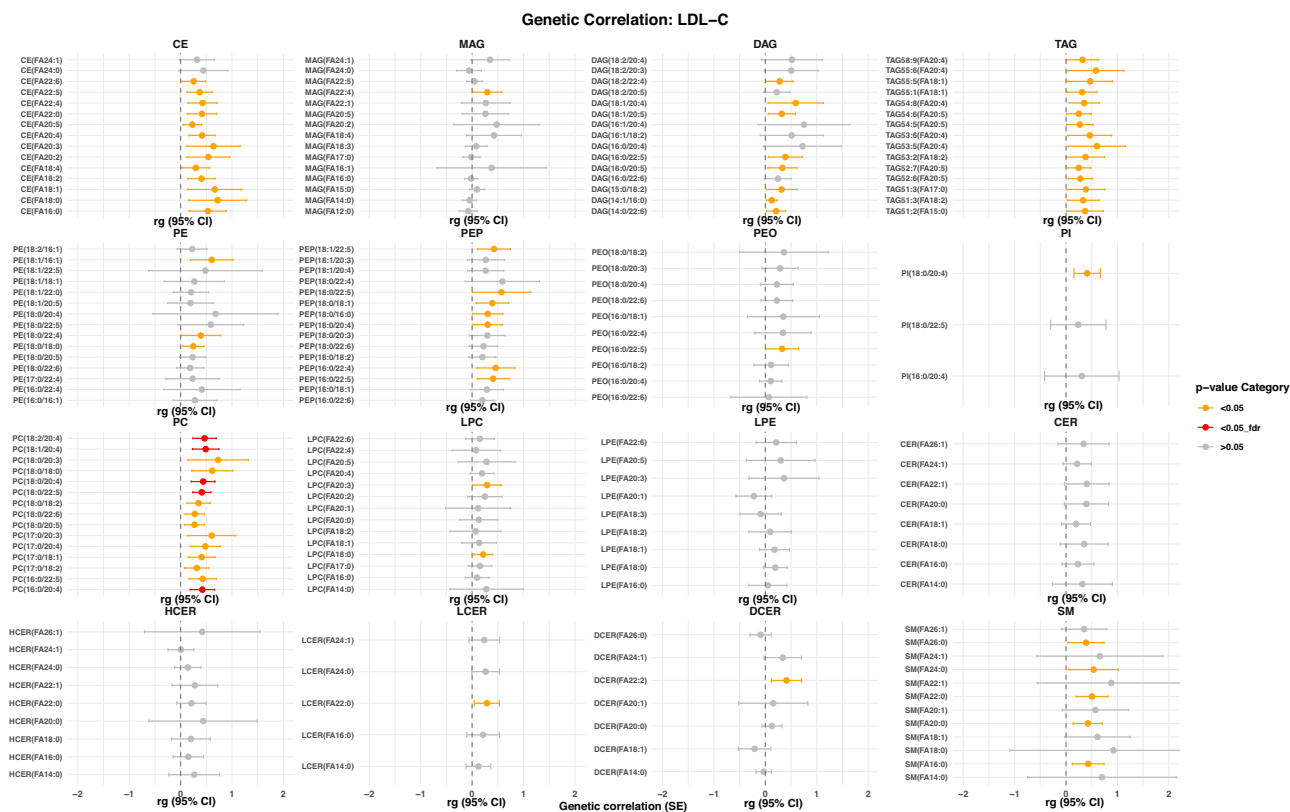 Genetic Correlation: LDL−C
CE
CE(FA24:1)
CE(FA24:0)
CE(FA22:6)
CE(FA22:5)
CE(FA22:4)
CE(FA22:0)
CE(FA20:5)
CE(FA20:4)
CE(FA20:3)
CE(FA20:2)
CE(FA18:4)
CE(FA18:2)
CE(FA18:1)
CE(FA18:0)
CE(FA16:0)
rg (95% CI)
MAG
MAG(FA24:1)
MAG(FA24:0)
MAG(FA22:5)
MAG(FA22:4)
MAG(FA22:1)
MAG(FA20:5)
MAG(FA20:2)
MAG(FA18:4)
MAG(FA18:3)
MAG(FA17:0)
MAG(FA16:1)
MAG(FA16:0)
MAG(FA15:0)
MAG(FA14:0)
MAG(FA12:0)
rg (95% CI)
DAG
DAG(18:2/22:6)
DAG(18:2/20:3)
DAG(18:2/20:4)
DAG(18:2/20:5)
DAG(18:1/20:4)
DAG(18:1/20:5)
DAG(16:1/20:4)
DAG(16:1/18:2)
DAG(16:0/20:4)
DAG(16:0/22:5)
DAG(16:0/20:5)
DAG(16:0/22:6)
DAG(15:0/18:2)
DAG(14:1/16:0)
DAG(14:0/22:6)
rg (95% CI)
TAG
TAG58:9(FA20:4)
TAG55:6(FA20:4)
TAG55:5(FA18:1)
TAG55:1(FA18:1)
TAG54:8(FA20:4)
TAG54:6(FA20:5)
TAG54:5(FA20:5)
TAG53:6(FA20:4)
TAG53:5(FA20:4)
TAG53:2(FA18:2)
TAG52:7(FA20:5)
TAG52:6(FA20:5)
TAG51:3(FA17:0)
TAG51:3(FA18:2)
TAG51:2(FA15:0)
rg (95% CI)
PE
PE(18:2/16:1)
PE(18:1/16:1)
PE(18:1/22:5)
PE(18:1/18:1)
PE(18:1/22:0)
PE(18:1/20:5)
PE(18:0/20:4)
PE(18:0/22:5)
PE(18:0/22:4)
PE(18:0/18:0)
PE(18:0/20:5)
PE(18:0/22:6)
PE(17:0/22:4)
PE(16:0/22:4)
PE(16:0/16:1)
rg (95% CI)
PEP
PEP(18:1/22:5)
PEP(18:1/20:3)
PEP(18:1/20:4)
PEP(18:0/22:4)
PEP(18:0/22:5)
PEP(18:0/18:1)
PEP(18:0/16:0)
PEP(18:0/20:4)
PEP(18:0/20:3)
PEP(18:0/22:6)
PEP(18:0/18:2)
PEP(16:0/22:4)
PEP(16:0/22:5)
PEP(16:0/18:1)
PEP(16:0/22:6)
rg (95% CI)
PEO
PEO(18:0/18:2)
PEO(18:0/20:3)
PEO(18:0/20:4)
PEO(18:0/22:6)
PEO(16:0/18:1)
PEO(16:0/22:4)
PEO(16:0/22:5)
PEO(16:0/18:2)
PEO(16:0/20:4)
PEO(16:0/22:6)
rg (95% CI)
PI
PI(18:0/20:4)
PI(18:0/22:5)
PI(16:0/20:4)
rg (95% CI)
p−value Category
<0.05
<0.05_fdr
>0.05
PC
PC(18:2/20:4)
PC(18:1/20:4)
PC(18:0/20:3)
PC(18:0/18:0)
PC(18:0/20:4)
PC(18:0/22:5)
PC(18:0/18:2)
PC(18:0/22:6)
PC(18:0/20:5)
PC(17:0/20:3)
PC(17:0/20:4)
PC(17:0/18:1)
PC(17:0/18:2)
PC(16:0/22:5)
PC(16:0/20:4)
rg (95% CI)
LPC
LPC(FA22:6)
LPC(FA22:4)
LPC(FA20:5)
LPC(FA20:4)
LPC(FA20:3)
LPC(FA20:2)
LPC(FA20:1)
LPC(FA20:0)
LPC(FA18:2)
LPC(FA18:1)
LPC(FA18:0)
LPC(FA17:0)
LPC(FA16:0)
LPC(FA14:0)
rg (95% CI)
LPE
LPE(FA22:6)
LPE(FA20:5)
LPE(FA20:3)
LPE(FA20:1)
LPE(FA18:3)
LPE(FA18:2)
LPE(FA18:1)
LPE(FA18:0)
LPE(FA16:0)
rg (95% CI)
CER
CER(FA26:1)
CER(FA24:1)
CER(FA22:1)
CER(FA20:0)
CER(FA18:1)
CER(FA18:0)
CER(FA16:0)
CER(FA14:0)
rg (95% CI)
HCER
HCER(FA26:1)
HCER(FA24:1)
HCER(FA24:0)
HCER(FA22:1)
HCER(FA22:0)
HCER(FA20:0)
HCER(FA18:0)
HCER(FA16:0)
HCER(FA14:0)
−2 −1 0 1 2
rg (95% CI)
LCER
LCER(FA24:1)
LCER(FA24:0)
LCER(FA22:0)
LCER(FA16:0)
LCER(FA14:0)
−2 −1 0 1 2
rg (95% CI)
DCER
DCER(FA26:0)
DCER(FA24:1)
DCER(FA22:2)
DCER(FA20:1)
DCER(FA20:0)
DCER(FA18:1)
DCER(FA14:0)
−2 −1 0 1 2
rg (95% CI)
SM
SM(FA26:1)
SM(FA26:0)
SM(FA24:1)
SM(FA24:0)
SM(FA22:1)
SM(FA22:0)
SM(FA20:1)
SM(FA20:0)
SM(FA18:1)
SM(FA18:0)
SM(FA16:0)
SM(FA14:0)
−2 −1 0 1 2
rg (95% CI)
Genetic correlation (SE)